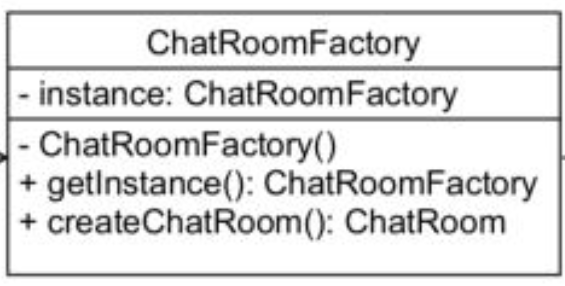 ChatRoomFactory
- instance: ChatRoomFactory
- ChatRoomFactory()
+ getInstance(): ChatRoomFactory
+ createChatRoom(): ChatRoom